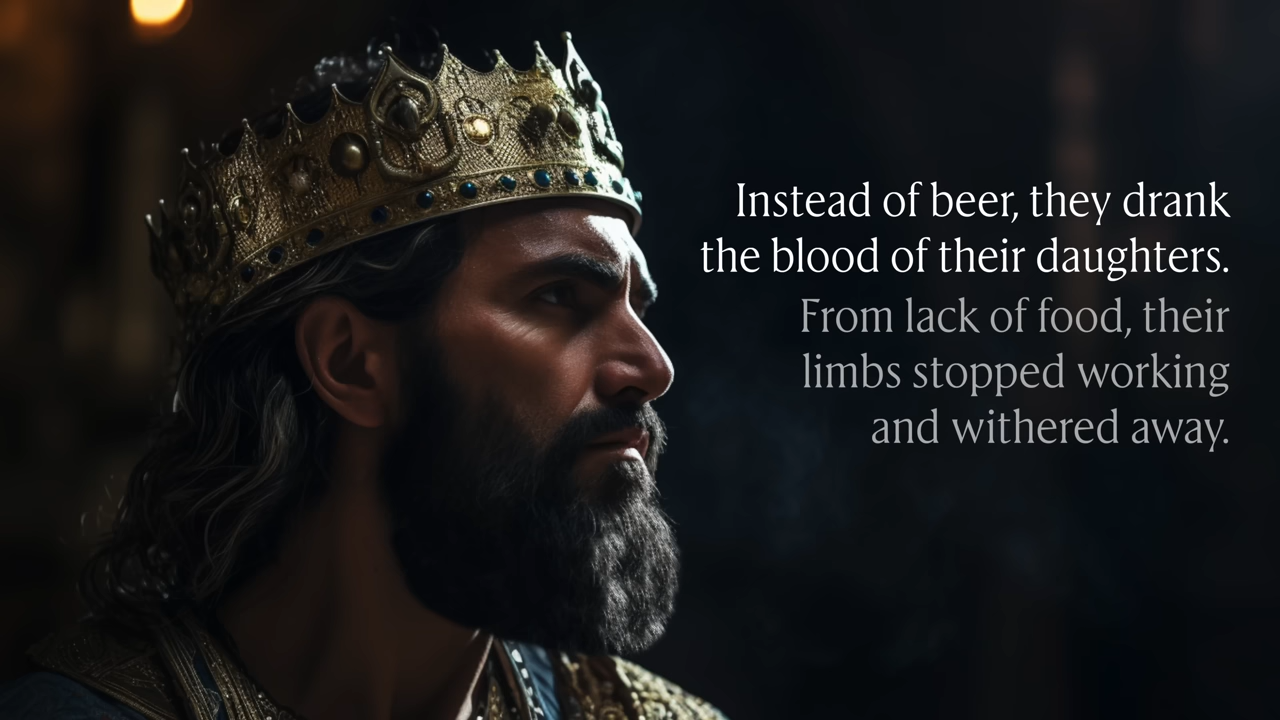 Instead of beer, they drank
the blood of their daughters.
From lack of food, their
limbs stopped working
and withered away.